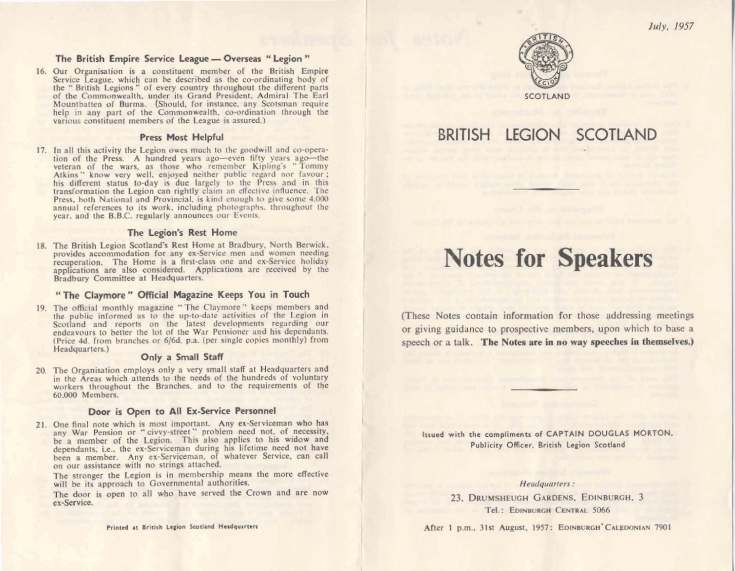 The British Empire Service League — Overseas "Legion"
16. Our Organisation is a constituent member of the British Empire
Service League, which can be described as the co-ordinating body of
the "British Legions" of every country throughout the different parts
of the Commonwealth, under its Grand President, Admiral The Earl
Mountbatten of Burma. (Should, for instance, any Scotsman require
help in any part of the Commonwealth, co-ordination through the
various constituent members of the League is assured.)
Press Most Helpful
17. In all this activity the Legion owes much to the goodwill and co-opera-
tion of the Press. A hundred years ago—even fifty years ago—the
veteran of the wars, as those who remember Kipling's "Tommy
Atkins" know very well, enjoyed neither public regard nor favour;
his different status to-day is due largely to the Press and in this
transformation the Legion can rightly claim an effective influence. The
Press, both National and Provincial, is kind enough to give some 4,000
annual references to its work, including photographs, throughout the
year, and the B.B.C. regularly announces our Events.
The Legion's Rest Home
18. The British Legion Scotland's Rest Home at Bradbury, North Berwick,
provides accommodation for any ex-Service men and women needing
recuperation. The Home is a first-class one and ex-Service holiday
applications are also considered. Applications are received by the
Bradbury Committee at Headquarters.
"The Claymore" Official Magazine Keeps You in Touch
19. The official monthly magazine "The Claymore" keeps members and
the public informed as to the up-to-date activities of the Legion in
Scotland and reports on the latest developments regarding our
endeavours to better the lot of the War Pensioner and his dependants.
(Price 4d. from branches or 6/6d. p.a. (per single copies monthly) from
Headquarters.)
Only a Small Staff
20. The Organisation employs only a very small staff at Headquarters and
in the Areas which attends to the needs of the hundreds of voluntary
workers throughout the Branches, and to the requirements of the
60,000 Members.
Door is Open to All Ex-Service Personnel
21. One final note which is most important. Any ex-Serviceman who has
any War Pension or "civvy-street" problem need not, of necessity,
be a member of the Legion. This also applies to his widow and
dependants, i.e., the ex-Serviceman during his lifetime need not have
been a member. Any ex-Serviceman, of whatever Service, can call
on our assistance with no strings attached.
The stronger the Legion is in membership means the more effective
will be its approach to Governmental authorities.
The door is open to all who have served the Crown and are now
ex-Service.
Printed at British Legion Scotland Headquarters
July, 1957
BRITISH
LEGION
SCOTLAND
BRITISH LEGION SCOTLAND
Notes for Speakers
(These Notes contain information for those addressing meetings
or giving guidance to prospective members, upon which to base a
speech or a talk. The Notes are in no way speeches in themselves.)
Issued with the compliments of CAPTAIN DOUGLAS MORTON,
Publicity Officer, British Legion Scotland
Headquarters:
23, DRUMSHEUGH GARDENS, EDINBURGH, 3
Tel.: EDINBURGH CENTRAL 5066
After 1 p.m., 31st August, 1957: EDINBURGH CALEDONIAN 7901